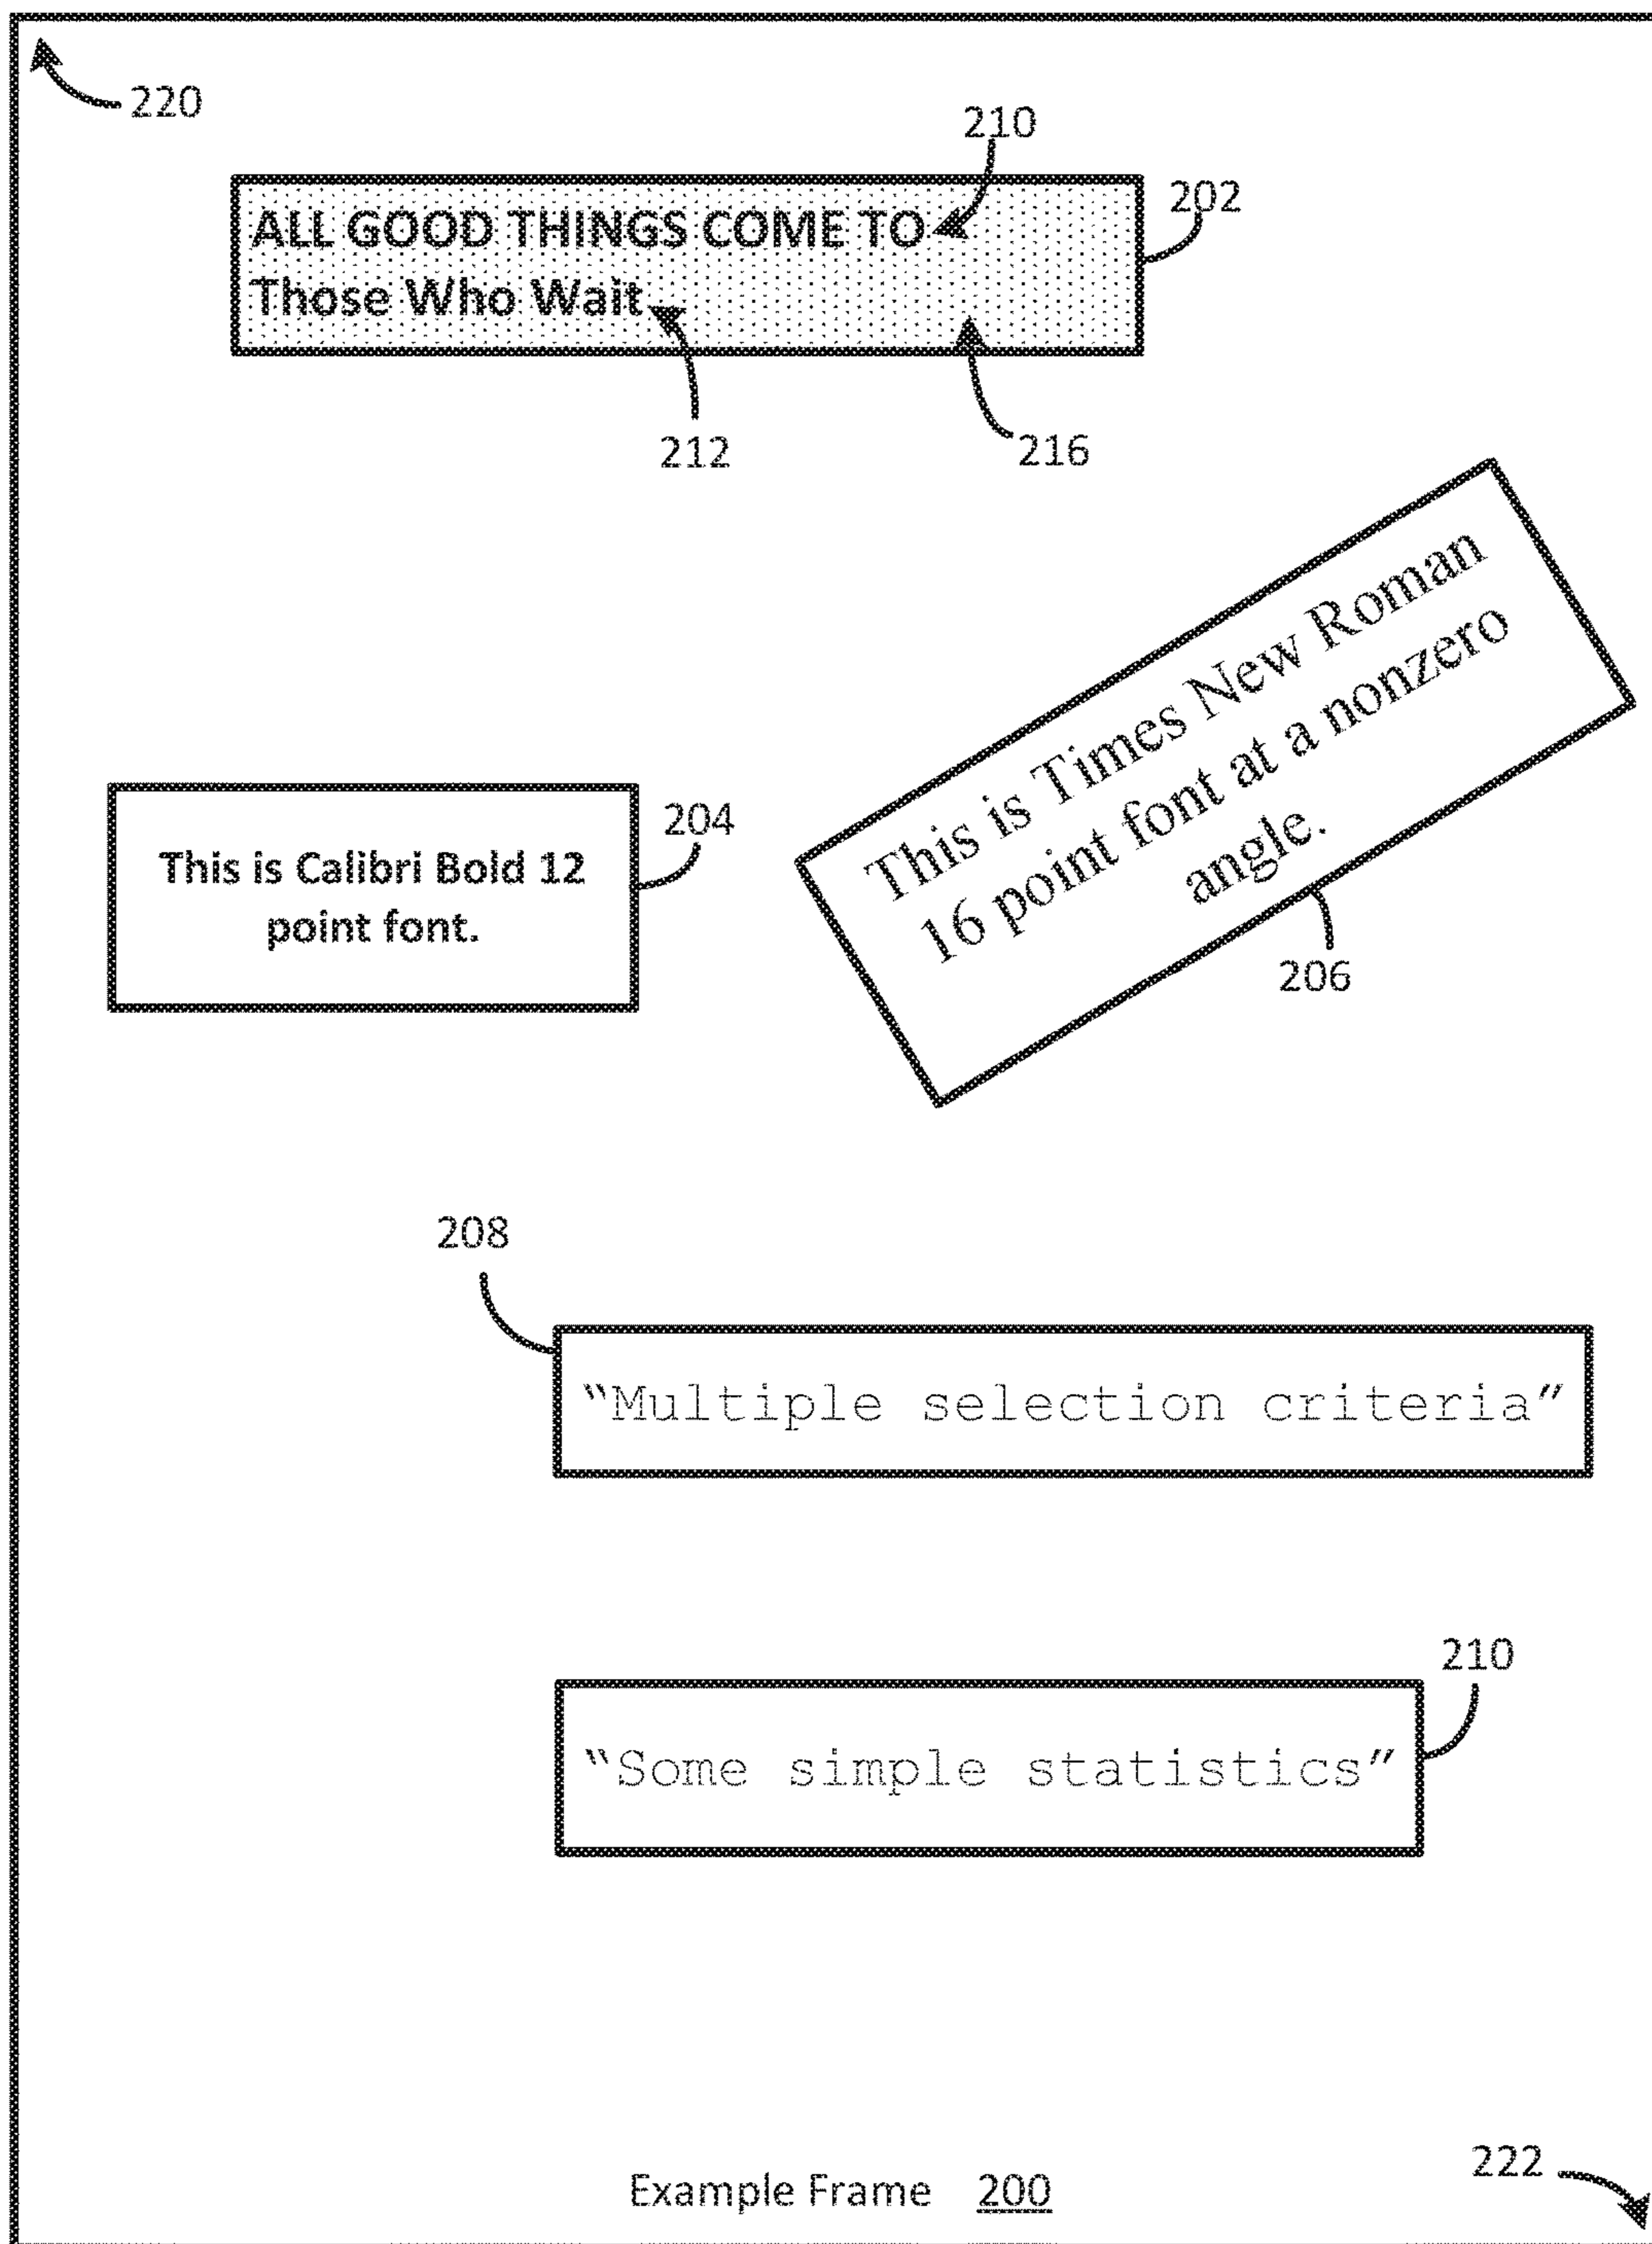 220
210
202
ALL GOOD THINGS COME TO
Those Who Wait
212
216
This is Times New Roman
16 point font at a nonzero
angle.
206
204
This is Calibri Bold 12
point font.
208
“Multiple selection criteria”
210
“Some simple statistics”
222
Example Frame 200